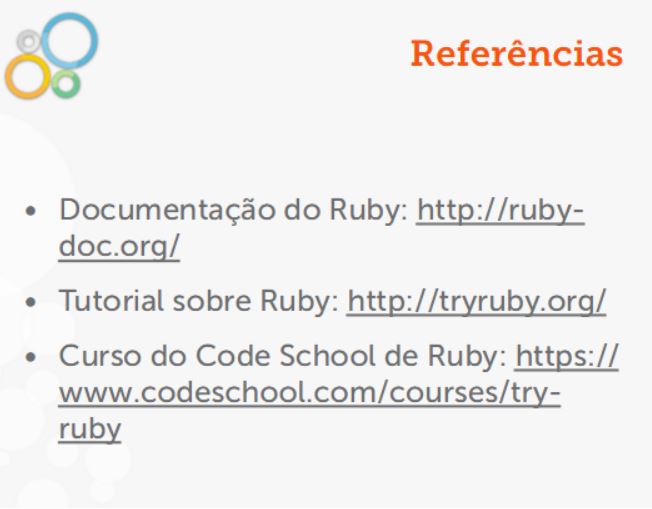 Referências
• Documentação do Ruby: http://ruby-
doc.org/
• Tutorial sobre Ruby: http://tryruby.org/
• Curso do Code School de Ruby: https://
www.codeschool.com/courses/try-
ruby